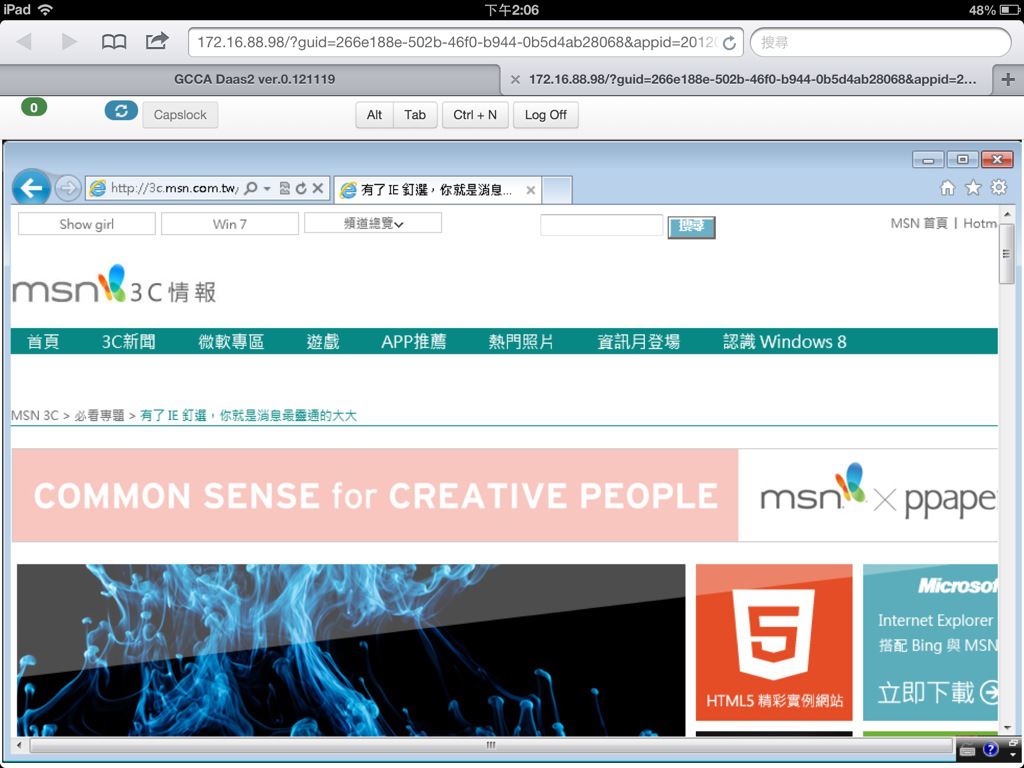 iPad 下午2:06 48%
172.16.88.98/?guid=266e188e-502b-46f0-b944-0b5d4ab28068&appid=2012 搜尋
GCCA Daas2 ver.0.121119 172.16.88.98/?guid=266e188e-502b-46f0-b944-0b5d4ab28068&appid=2...
0 Capslock Alt Tab Ctrl + N Log Off
http://3c.msn.com.tw/ 有了 IE 釘選，你就是消息...
Show girl Win 7 頻道總覽 搜尋 MSN 首頁 | Hotm
msn 3C情報
首頁 3C新聞 微軟專區 遊戲 APP推薦 熱門照片 資訊月登場 認識 Windows 8
MSN 3C > 必看專題 > 有了 IE 釘選，你就是消息最靈通的大大
COMMON SENSE for CREATIVE PEOPLE msn × ppape
5
HTML5 精彩實例網站
Microsof
Internet Explorer
搭配 Bing 與 MSN
立即下載